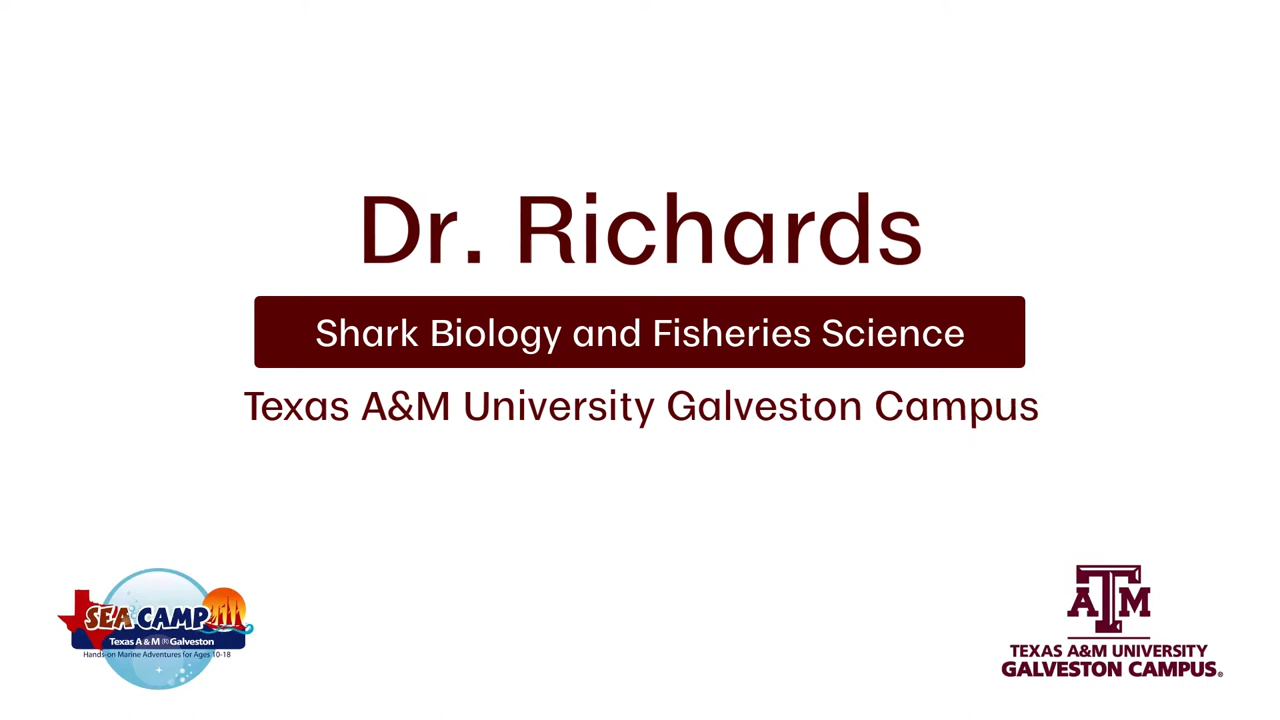 Dr. Richards
Shark Biology and Fisheries Science
Texas A&M University Galveston Campus
SEA CAMP
Texas A & M ® Galveston
Hands-on Marine Adventures for Ages 10-18
ATM
TEXAS A&M UNIVERSITY
GALVESTON CAMPUS®